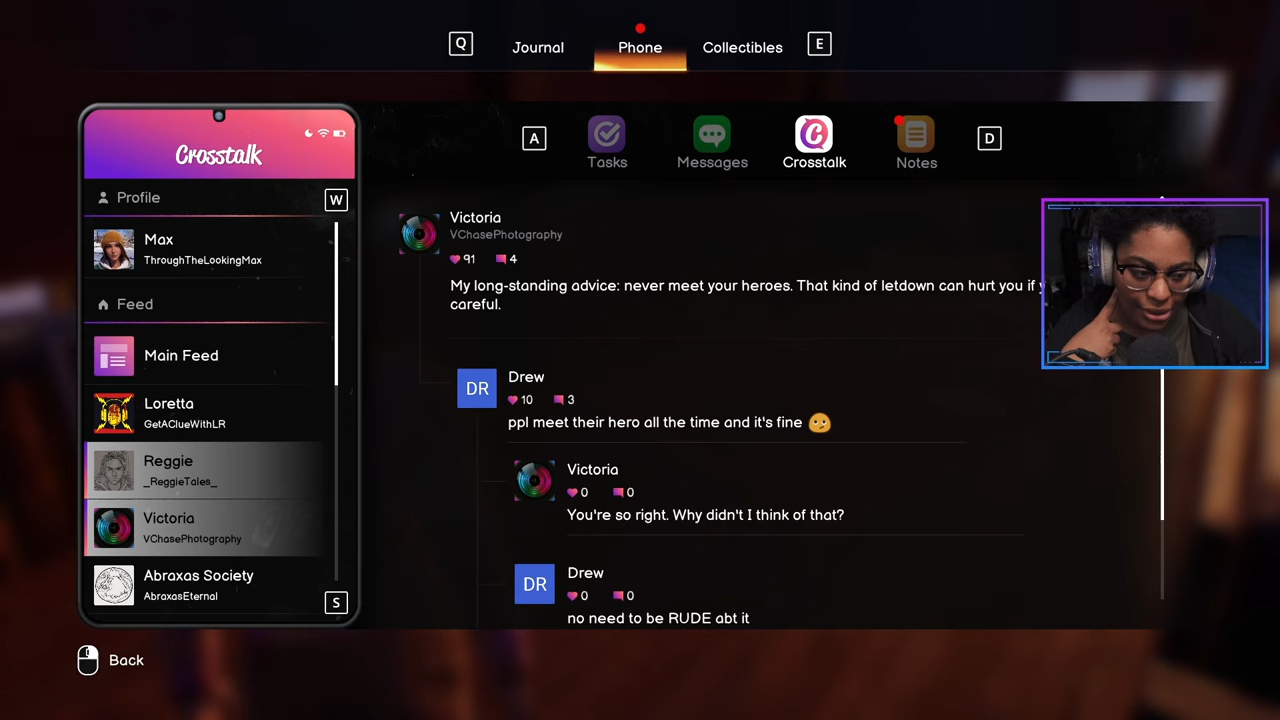 Q
Journal
Phone
Collectibles
E
Crosstalk
Profile
W
Max
ThroughTheLookingMax
Feed
Main Feed
Loretta
GetAClueWithLR
Reggie
_ReggieTales_
Victoria
VChasePhotography
Abraxas Society
AbraxasEternal
S
A
Tasks
Messages
Crosstalk
Notes
D
Victoria
VChasePhotography
91 4
My long-standing advice: never meet your heroes. That kind of letdown can hurt you if
careful.
DR
Drew
10 3
ppl meet their hero all the time and it's fine
Victoria
0 0
You're so right. Why didn't I think of that?
DR
Drew
0 0
no need to be RUDE abt it
Back